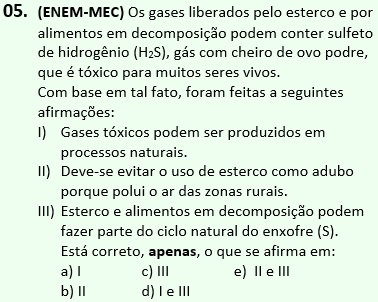 05. (ENEM-MEC) Os gases liberados pelo esterco e por
alimentos em decomposição podem conter sulfeto
de hidrogênio (H₂S), gás com cheiro de ovo podre,
que é tóxico para muitos seres vivos.
Com base em tal fato, foram feitas a seguintes
afirmações:
I) Gases tóxicos podem ser produzidos em
processos naturais.
II) Deve-se evitar o uso de esterco como adubo
porque polui o ar das zonas rurais.
III) Esterco e alimentos em decomposição podem
fazer parte do ciclo natural do enxofre (S).
Está correto, apenas, o que se afirma em:
a) I c) III e) II e III
b) II d) I e III